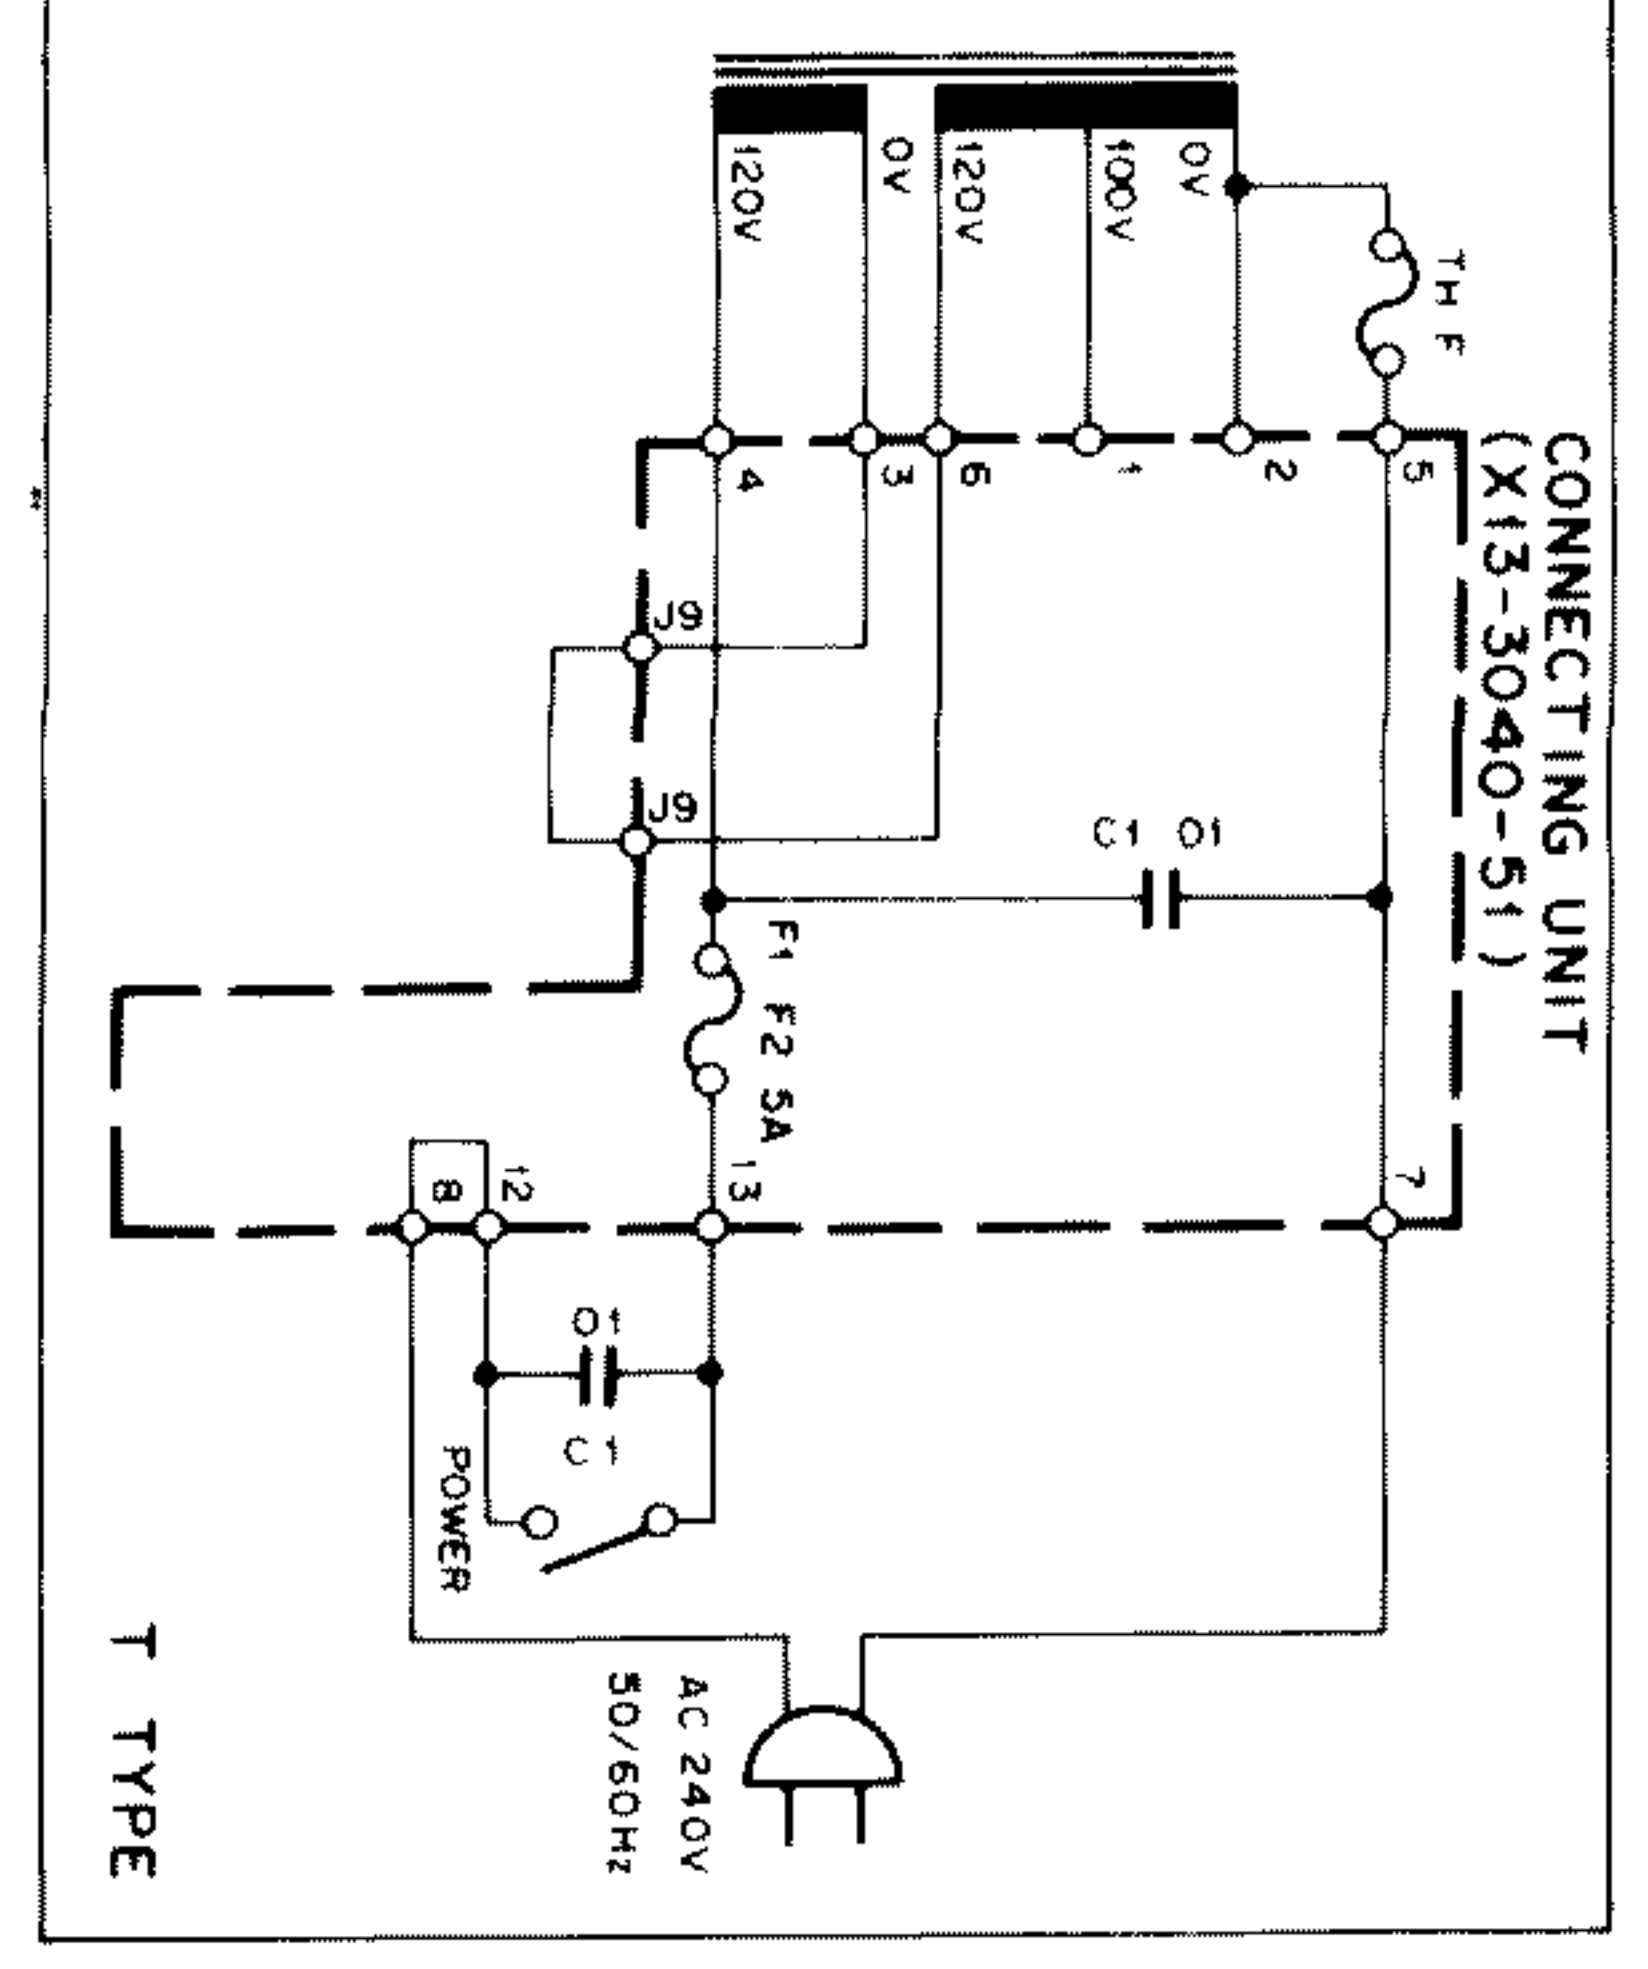 CONNECTING UNIT
(X13-3040-51)
TH F
0V
100V
120V
0V
120V
5
2
1
6
3
4
J9
J9
C1 01
F1 F2 5A
7
13
12
8
01
C1
POWER
AC 240V
50/60Hz
T TYPE